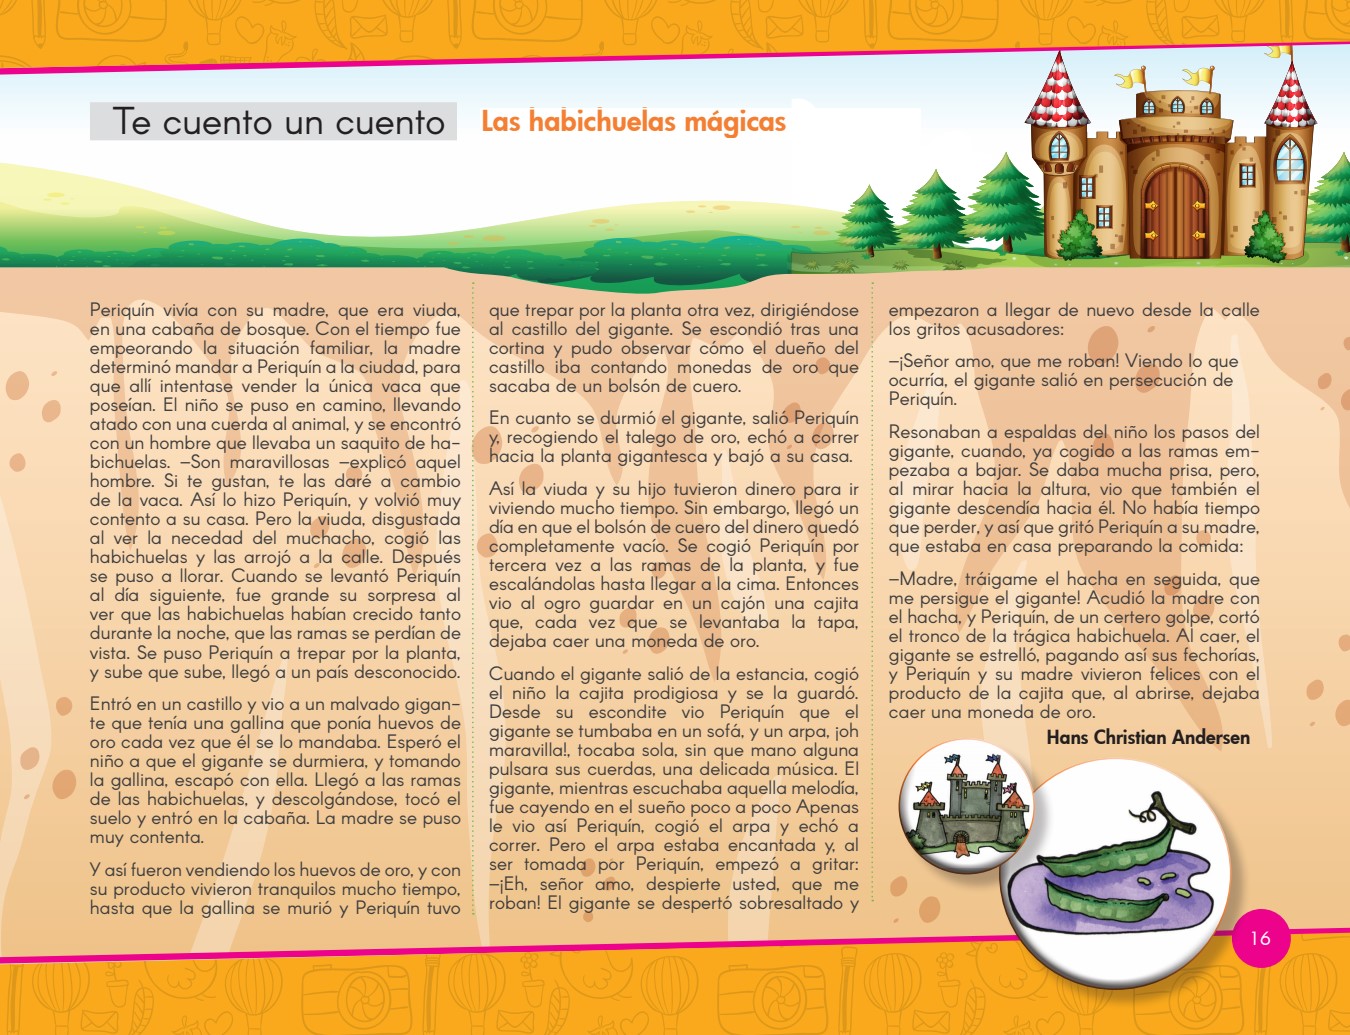 Te cuento un cuento
Las habichuelas mágicas
Periquín vivía con su madre, que era viuda,
en una cabaña de bosque. Con el tiempo fue
empeorando la situación familiar, la madre
determinó mandar a Periquín a la ciudad, para
que allí intentase vender la única vaca que
poseían. El niño se puso en camino, llevando
atado con una cuerda al animal, y se encontró
con un hombre que llevaba un saquito de ha-
bichuelas. –Son maravillosas –explicó aquel
hombre. Si te gustan, te las daré a cambio
de la vaca. Así lo hizo Periquín, y volvió muy
contento a su casa. Pero la viuda, disgustada
al ver la necedad del muchacho, cogió las
habichuelas y las arrojó a la calle. Después
se puso a llorar. Cuando se levantó Periquín
al día siguiente, fue grande su sorpresa al
ver que las habichuelas habían crecido tanto
durante la noche, que las ramas se perdían de
vista. Se puso Periquín a trepar por la planta,
y sube que sube, llegó a un país desconocido.
Entró en un castillo y vio a un malvado gigan-
te que tenía una gallina que ponía huevos de
oro cada vez que él se lo mandaba. Esperó el
niño a que el gigante se durmiera, y tomando
la gallina, escapó con ella. Llegó a las ramas
de las habichuelas, y descolgándose, tocó el
suelo y entró en la cabaña. La madre se puso
muy contenta.
Y así fueron vendiendo los huevos de oro, y con
su producto vivieron tranquilos mucho tiempo,
hasta que la gallina se murió y Periquín tuvo
que trepar por la planta otra vez, dirigiéndose
al castillo del gigante. Se escondió tras una
cortina y pudo observar cómo el dueño del
castillo iba contando monedas de oro que
sacaba de un bolsón de cuero.
En cuanto se durmió el gigante, salió Periquín
y, recogiendo el talego de oro, echó a correr
hacia la planta gigantesca y bajó a su casa.
Así la viuda y su hijo tuvieron dinero para ir
viviendo mucho tiempo. Sin embargo, llegó un
día en que el bolsón de cuero del dinero quedó
completamente vacío. Se cogió Periquín por
tercera vez a las ramas de la planta, y fue
escalándolas hasta llegar a la cima. Entonces
vio al ogro guardar en un cajón una cajita
que, cada vez que se levantaba la tapa,
dejaba caer una moneda de oro.
Cuando el gigante salió de la estancia, cogió
el niño la cajita prodigiosa y se la guardó.
Desde su escondite vio Periquín que el
gigante se tumbaba en un sofá, y un arpa, ¡oh
maravilla!, tocaba sola, sin que mano alguna
pulsara sus cuerdas, una delicada música. El
gigante, mientras escuchaba aquella melodía,
fue cayendo en el sueño poco a poco Apenas
le vio así Periquín, cogió el arpa y echó a
correr. Pero el arpa estaba encantada y, al
ser tomada por Periquín, empezó a gritar:
–¡Eh, señor amo, despierte usted, que me
roban! El gigante se despertó sobresaltado y
empezaron a llegar de nuevo desde la calle
los gritos acusadores:
–¡Señor amo, que me roban! Viendo lo que
ocurría, el gigante salió en persecución de
Periquín.
Resonaban a espaldas del niño los pasos del
gigante, cuando, ya cogido a las ramas em-
pezaba a bajar. Se daba mucha prisa, pero,
al mirar hacia la altura, vio que también el
gigante descendía hacia él. No había tiempo
que perder, y así que gritó Periquín a su madre,
que estaba en casa preparando la comida:
–Madre, tráigame el hacha en seguida, que
me persigue el gigante! Acudió la madre con
el hacha, y Periquín, de un certero golpe, cortó
el tronco de la trágica habichuela. Al caer, el
gigante se estrelló, pagando así sus fechorías,
y Periquín y su madre vivieron felices con el
producto de la cajita que, al abrirse, dejaba
caer una moneda de oro.
Hans Christian Andersen
16